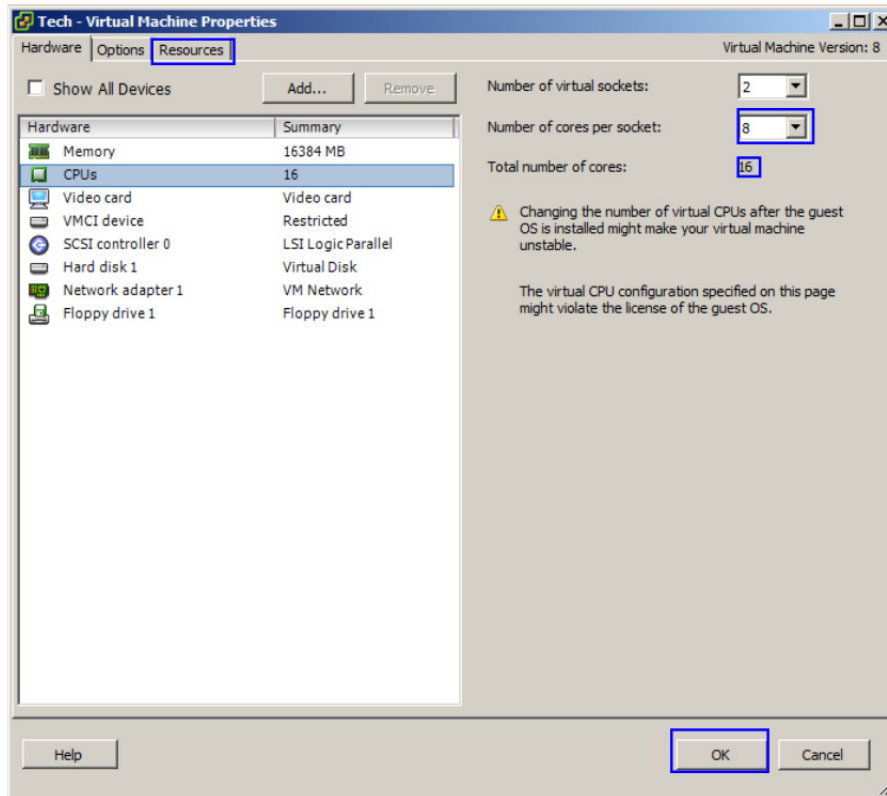 Tech - Virtual Machine Properties
Hardware Options Resources Virtual Machine Version: 8
Show All Devices Add... Remove
Hardware Summary
Memory 16384 MB
CPUs 16
Video card Video card
VMCI device Restricted
SCSI controller 0 LSI Logic Parallel
Hard disk 1 Virtual Disk
Network adapter 1 VM Network
Floppy drive 1 Floppy drive 1
Number of virtual sockets: 2
Number of cores per socket: 8
Total number of cores: 16
Changing the number of virtual CPUs after the guest
OS is installed might make your virtual machine
unstable.
The virtual CPU configuration specified on this page
might violate the license of the guest OS.
Help OK Cancel